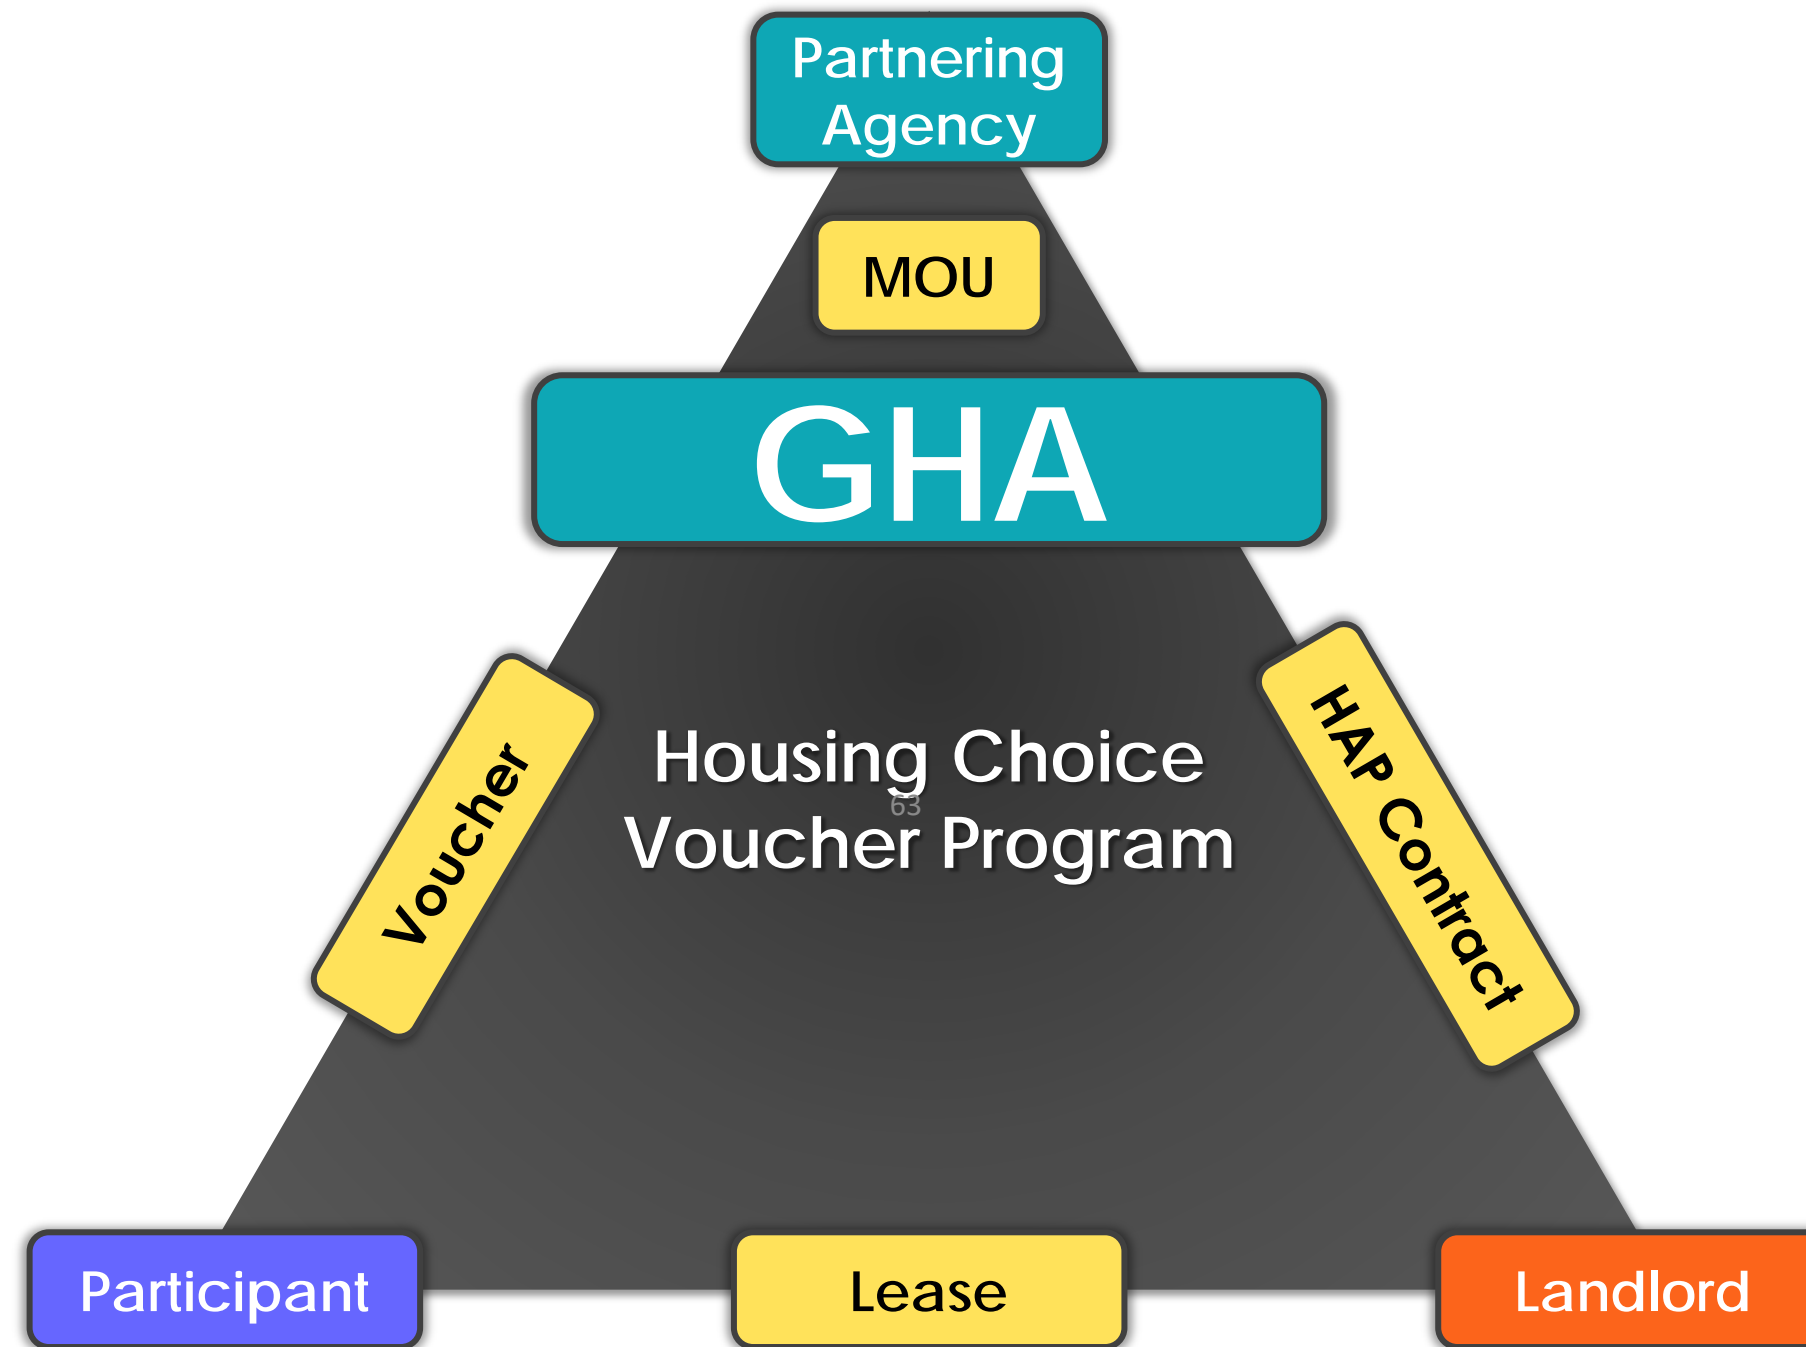 Partnering
Agency
MOU
GHA
Voucher
Housing Choice
63
Voucher Program
HAP Contract
Participant
Lease
Landlord